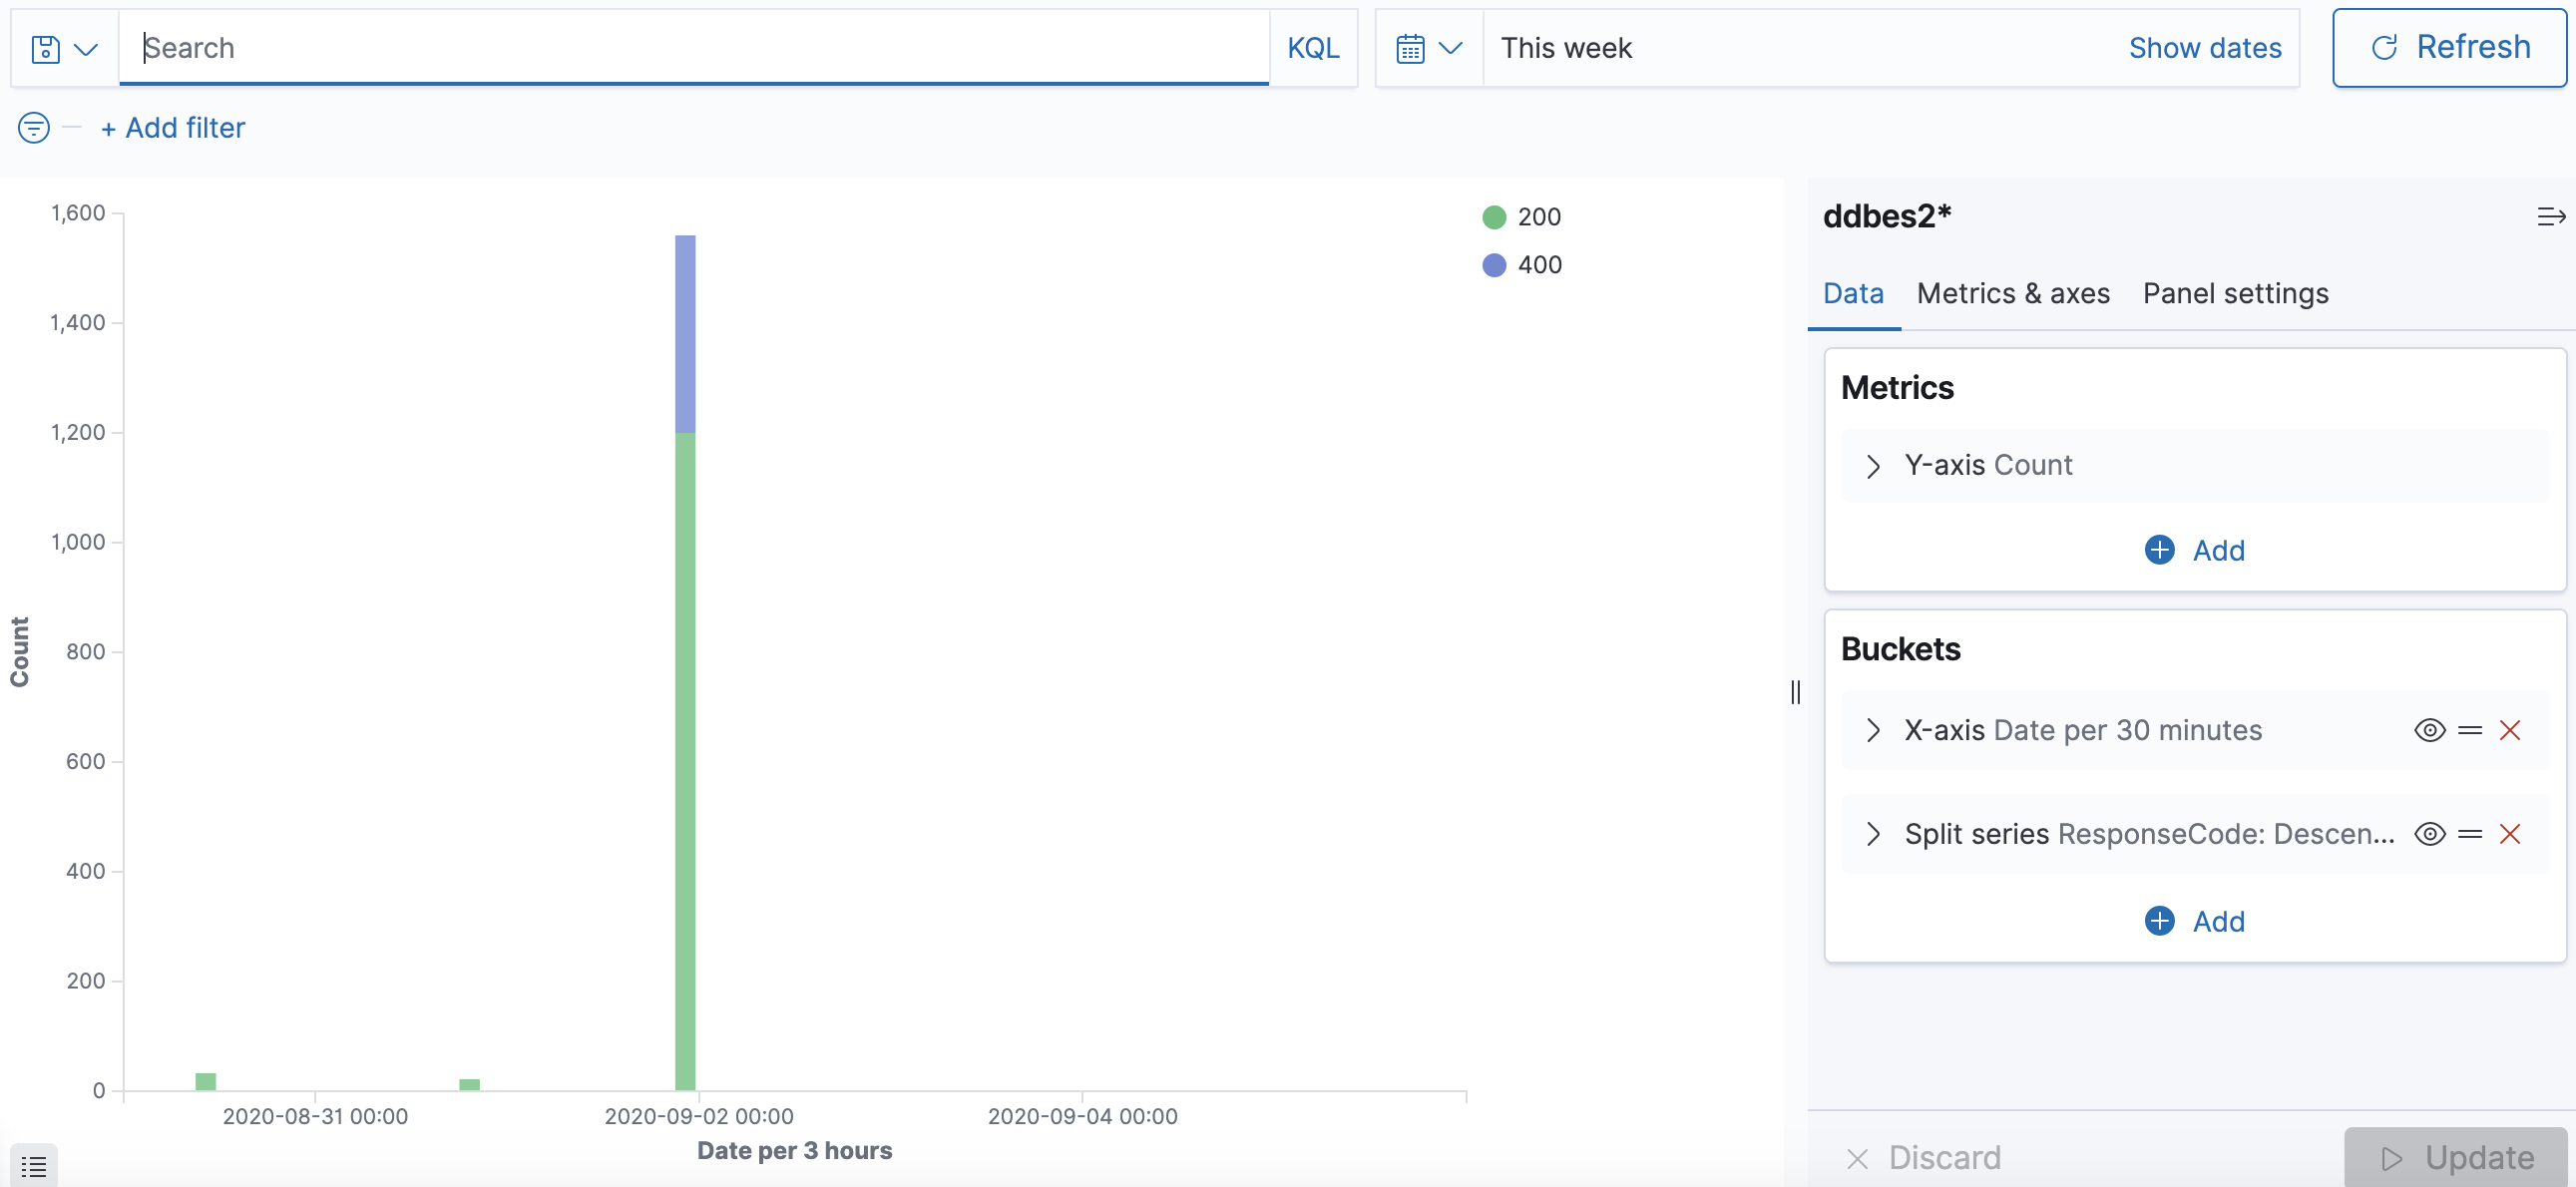 Search
KQL
This week
Show dates
Refresh
+ Add filter
1,600
1,400
1,200
1,000
800
600
400
200
0
Count
2020-08-31 00:00
2020-09-02 00:00
2020-09-04 00:00
Date per 3 hours
200
400
ddbes2*
Data
Metrics & axes
Panel settings
Metrics
Y-axis Count
Add
Buckets
X-axis Date per 30 minutes
Split series ResponseCode: Descen...
Add
Discard
Update